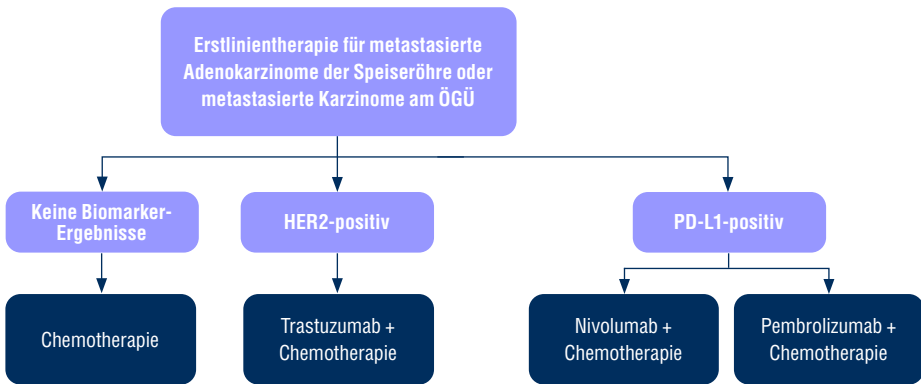 Erstlinientherapie für metastasierte
Adenokarzinome der Speiseröhre oder
metastasierte Karzinome am ÖGÜ
Keine Biomarker-
Ergebnisse
HER2-positiv
PD-L1-positiv
Chemotherapie
Trastuzumab +
Chemotherapie
Nivolumab +
Chemotherapie
Pembrolizumab +
Chemotherapie